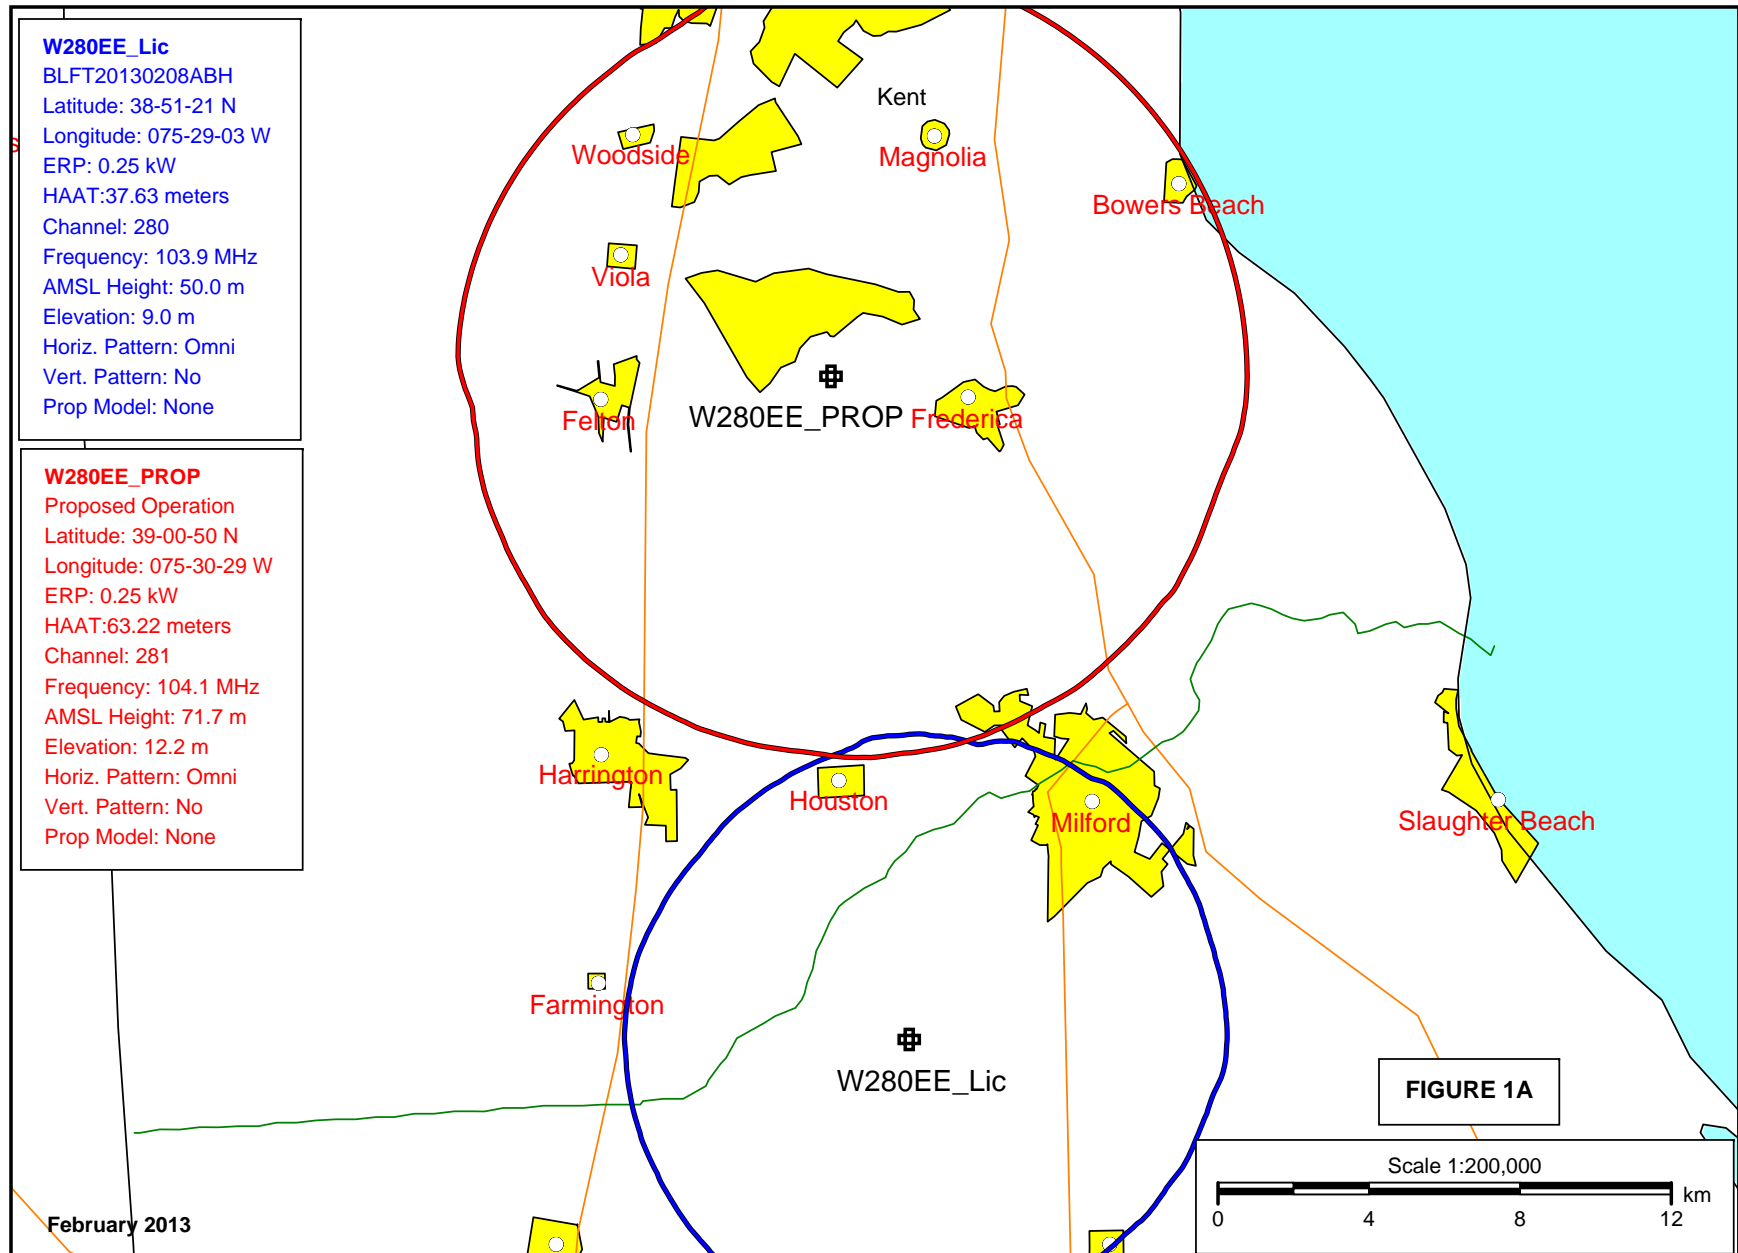 W280EE_Lic
BLFT20130208ABH
Latitude: 38-51-21 N
Longitude: 075-29-03 W
ERP: 0.25 kW
HAAT:37.63 meters
Channel: 280
Frequency: 103.9 MHz
AMSL Height: 50.0 m
Elevation: 9.0 m
Horiz. Pattern: Omni
Vert. Pattern: No
Prop Model: None
W280EE_PROP
Proposed Operation
Latitude: 39-00-50 N
Longitude: 075-30-29 W
ERP: 0.25 kW
HAAT:63.22 meters
Channel: 281
Frequency: 104.1 MHz
AMSL Height: 71.7 m
Elevation: 12.2 m
Horiz. Pattern: Omni
Vert. Pattern: No
Prop Model: None
Kent
Woodside
Magnolia
Bowers Beach
Viola
W280EE_PROP
Felton
Frederica
Harrington
Houston
Milford
Slaughter Beach
Farmington
W280EE_Lic
FIGURE 1A
Scale 1:200,000
km
0 4 8 12
February 2013